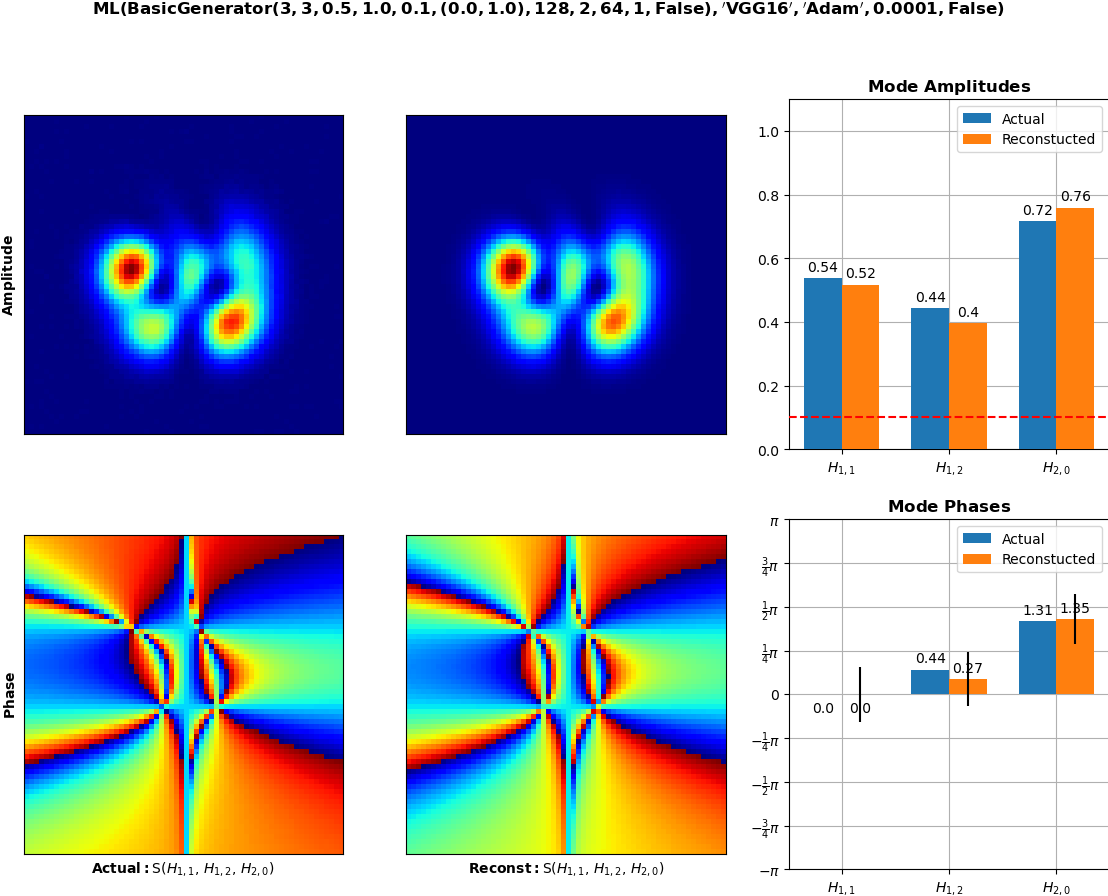 ML(BasicGenerator(3, 3, 0.5, 1.0, 0.1, (0.0, 1.0), 128, 2, 64, 1, False), ′VGG16′, ′Adam′, 0.0001, False)
Amplitude
Mode Amplitudes
Actual
Reconstucted
1.0
0.8
0.6
0.4
0.2
0.0
0.54
0.52
0.44
0.4
0.72
0.76
H1,1
H1,2
H2,0
Phase
Actual: S(H1,1, H1,2, H2,0)
Reconst: S(H1,1, H1,2, H2,0)
Mode Phases
Actual
Reconstucted
π
3/4π
1/2π
1/4π
0
−1/4π
−1/2π
−3/4π
−π
0.0
0.0
0.44
0.27
1.31
1.35
H1,1
H1,2
H2,0